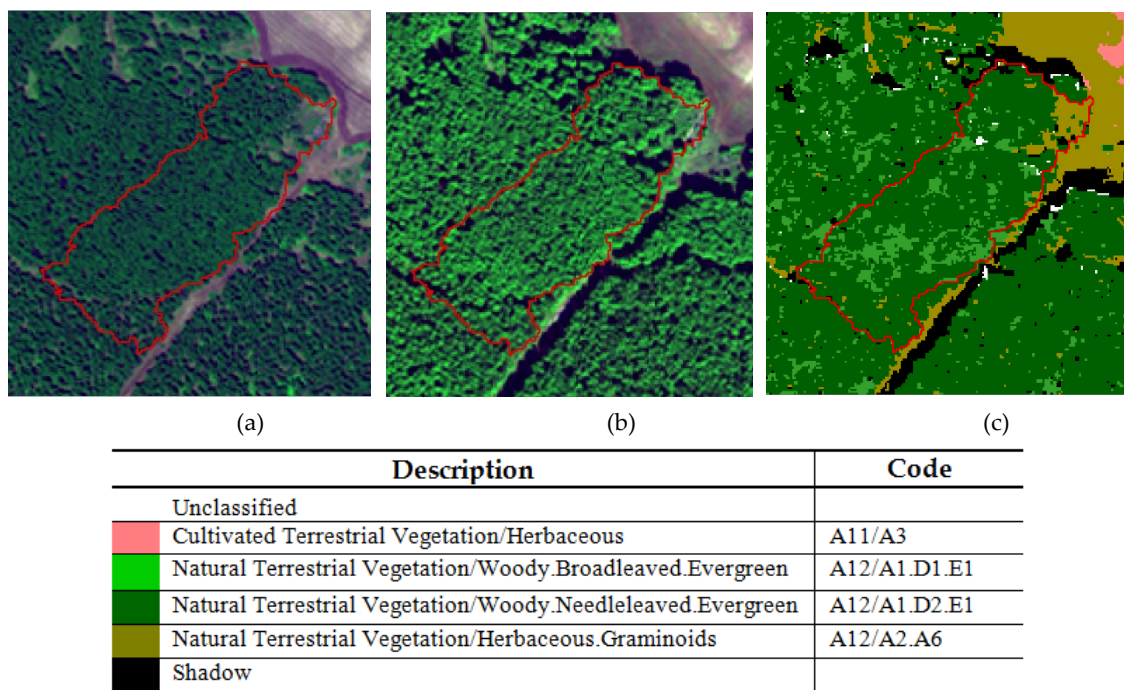 (a) (b) (c)
Description Code
Unclassified
Cultivated Terrestrial Vegetation/Herbaceous A11/A3
Natural Terrestrial Vegetation/Woody.Broadleaved.Evergreen A12/A1.D1.E1
Natural Terrestrial Vegetation/Woody.Needleleaved.Evergreen A12/A1.D2.E1
Natural Terrestrial Vegetation/Herbaceous.Graminoids A12/A2.A6
Shadow